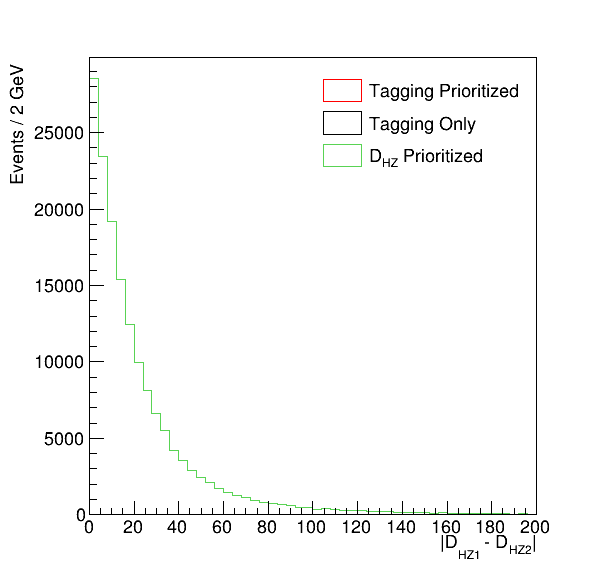 Events / 2 GeV
25000
20000
15000
10000
5000
0
Tagging Prioritized
Tagging Only
D_HZ Prioritized
0 20 40 60 80 100 120 140 160 180 200
|D_HZ1 - D_HZ2|